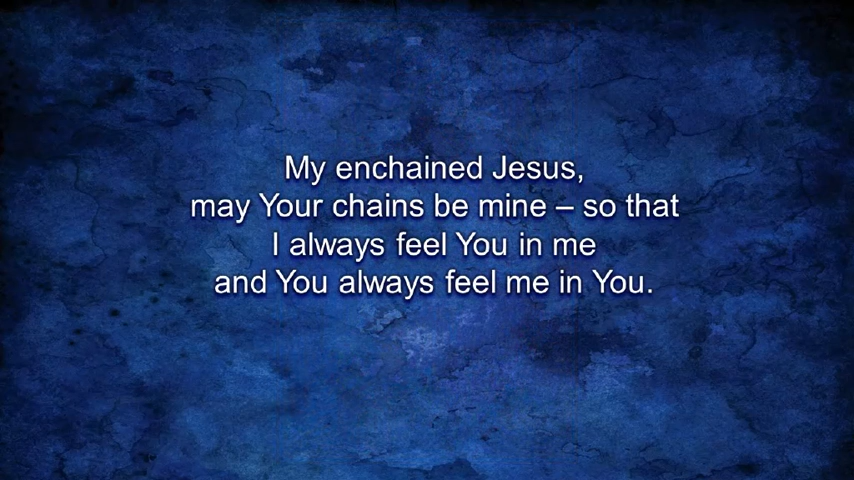 My enchained Jesus,
may Your chains be mine – so that
I always feel You in me
and You always feel me in You.